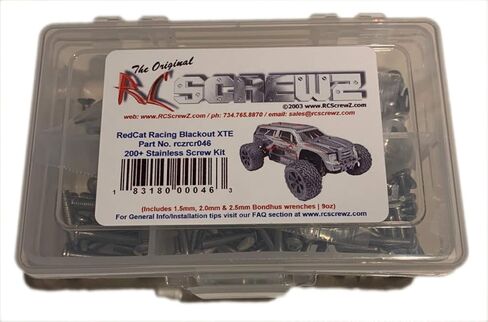 The Original
RC SCREWZ
©2003 www.RCScrewZ.com
web: www.RCScrewZ.com / ph: 734.765.8870 / email: sales@rcscrewz.com
RedCat Racing Blackout XTE
Part No. rczrcr046
200+ Stainless Screw Kit
1 83180 00046 3
(Includes 1.5mm, 2.0mm & 2.5mm Bondhus wrenches | 9oz)
For General Info/Installation tips visit our FAQ section at www.rcscrewz.com